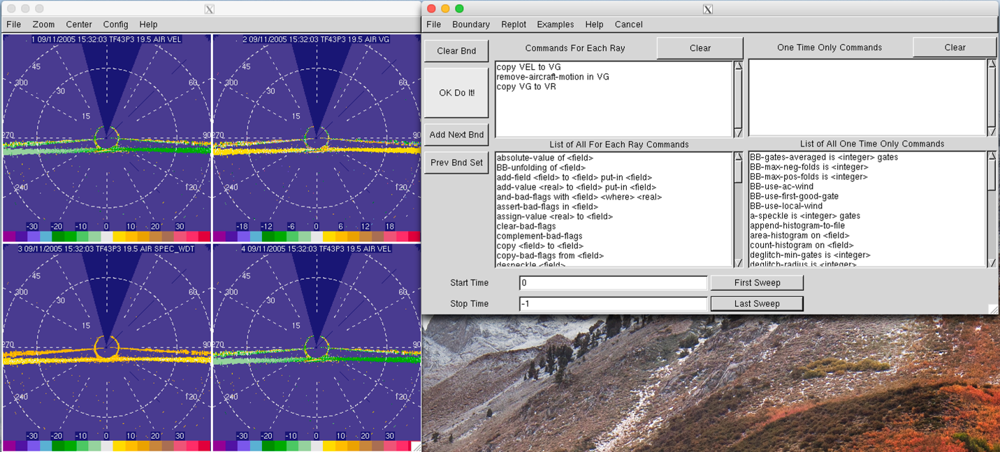 X
File Zoom Center Config Help
1 09/11/2005 15:32:03 TF43P3 19.5 AIR VEL
45
60
300
30
15
270
90
240
120
-30 -20 -10 0 10 20 30
2 09/11/2005 15:32:03 TF43P3 19.5 AIR VG
45
60
300
30
15
270
90
240
120
-18 -12 -6 0 6 12 18
3 09/11/2005 15:32:03 TF43P3 19.5 AIR SPEC_WDT
45
60
300
30
15
270
90
240
120
-30 -20 -10 0 10 20 30
4 09/11/2005 15:32:03 TF43P3 19.5 AIR VEL
45
60
300
30
15
270
90
240
120
-30 -20 -10 0 10 20 30
X
File Boundary Replot Examples Help Cancel
Clear Bnd
OK Do It!
Add Next Bnd
Prev Bnd Set
Commands For Each Ray Clear
copy VEL to VG
remove-aircraft-motion in VG
copy VG to VR
One Time Only Commands Clear
List of All For Each Ray Commands
absolute-value of <field>
BB-unfolding of <field>
add-field <field> to <field> put-in <field>
add-value <real> to <field> put-in <field>
and-bad-flags with <field> <where> <real>
assert-bad-flags in <field>
assign-value <real> to <field>
clear-bad-flags
complement-bad-flags
copy <field> to <field>
copy-bad-flags from <field>
despeckle <field>
List of All One Time Only Commands
BB-gates-averaged is <integer> gates
BB-max-neg-folds is <integer>
BB-max-pos-folds is <integer>
BB-use-ac-wind
BB-use-first-good-gate
BB-use-local-wind
a-speckle is <integer> gates
append-histogram-to-file
area-histogram on <field>
count-histogram on <field>
deglitch-min-gates is <integer>
deglitch-radius is <integer>
Start Time 0 First Sweep
Stop Time -1 Last Sweep